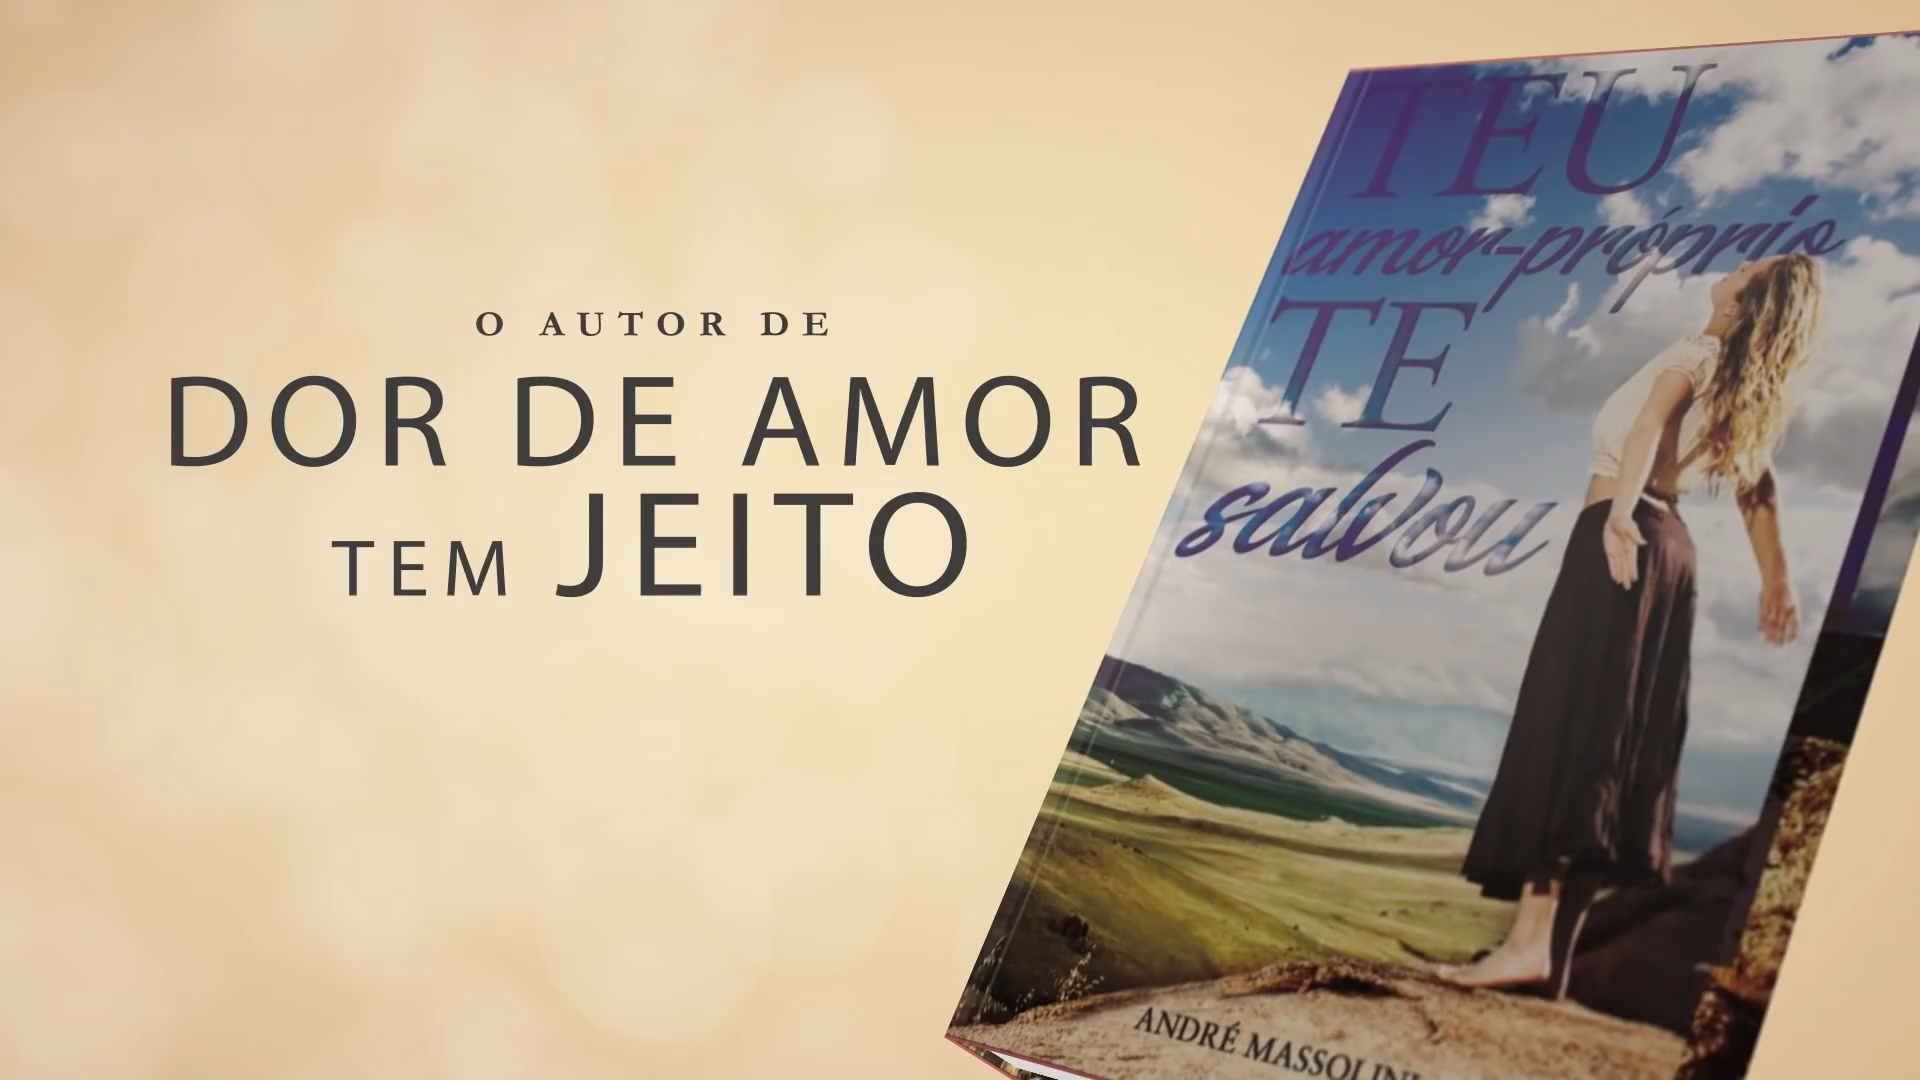 O AUTOR DE
DOR DE AMOR
TEM JEITO
TEU
amor-próprio
TE
salvou
ANDRÉ MASSOLINI